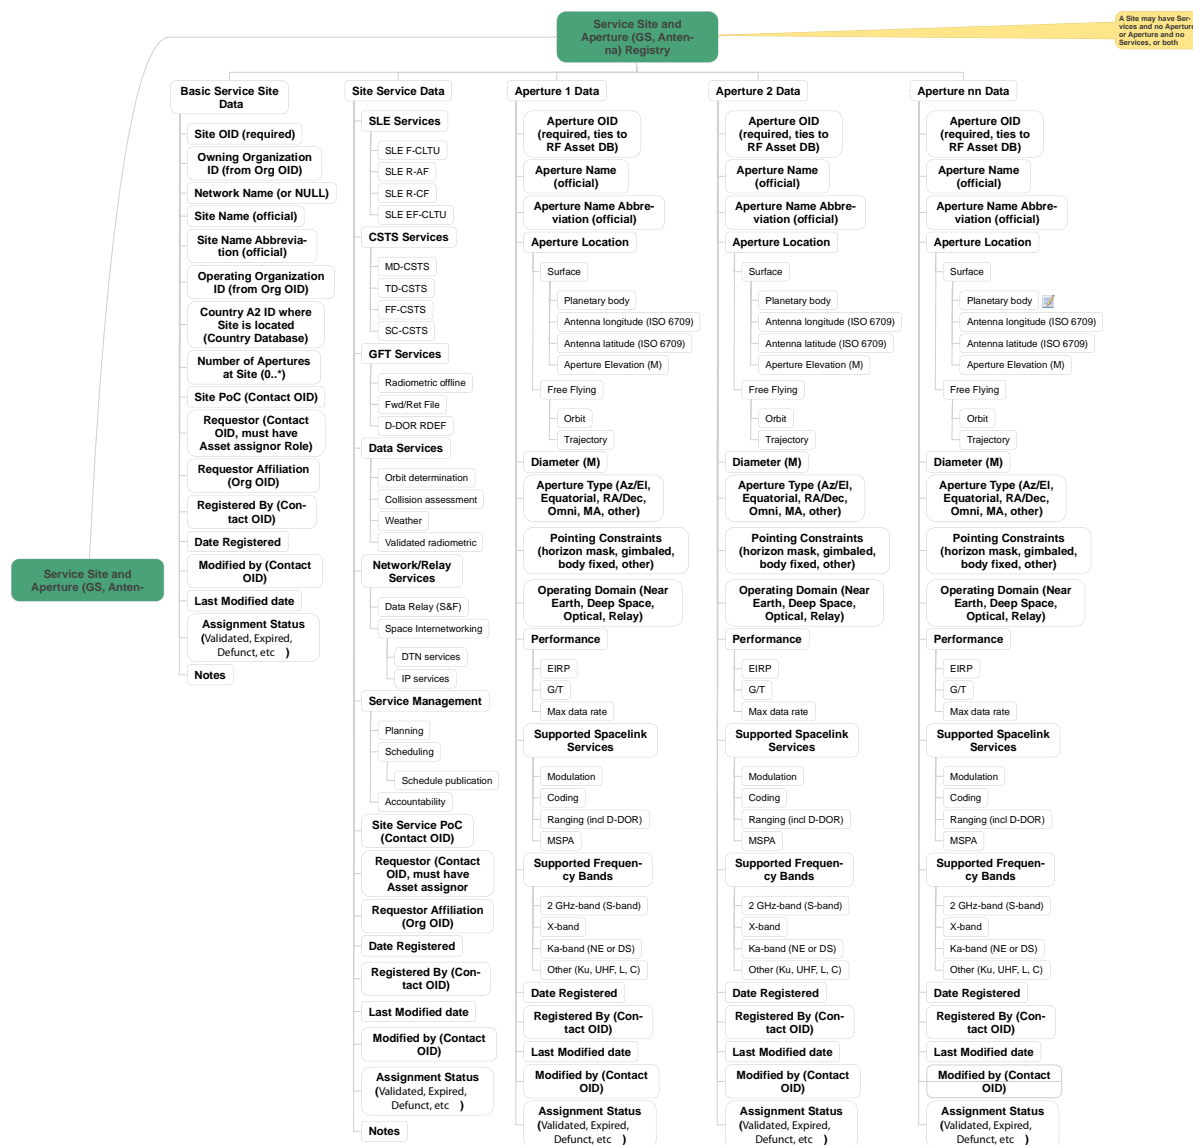 Service Site and
Aperture (GS, Anten-
na) Registry
A Site may have Ser-
vices and no Aperture
or Aperture and no
Services, or both
Service Site and
Aperture (GS, Anten-
Basic Service Site
Data
Site OID (required)
Owning Organization
ID (from Org OID)
Network Name (or NULL)
Site Name (official)
Site Name Abbrevia-
tion (official)
Operating Organization
ID (from Org OID)
Country A2 ID where
Site is located
(Country Database)
Number of Apertures
at Site (0..*)
Site PoC (Contact OID)
Requestor (Contact
OID, must have
Asset assignor Role)
Requestor Affiliation
(Org OID)
Registered By (Con-
tact OID)
Date Registered
Modified by (Contact
OID)
Last Modified date
Assignment Status
(Validated, Expired,
Defunct, etc )
Notes
Site Service Data
SLE Services
SLE F-CLTU
SLE R-AF
SLE R-CF
SLE EF-CLTU
CSTS Services
MD-CSTS
TD-CSTS
FF-CSTS
SC-CSTS
GFT Services
Radiometric offline
Fwd/Ret File
D-DOR RDEF
Data Services
Orbit determination
Collision assessment
Weather
Validated radiometric
Network/Relay
Services
Data Relay (S&F)
Space Internetworking
DTN services
IP services
Service Management
Planning
Scheduling
Schedule publication
Accountability
Site Service PoC
(Contact OID)
Requestor (Contact
OID, must have
Asset assignor
Requestor Affiliation
(Org OID)
Date Registered
Registered By (Con-
tact OID)
Last Modified date
Modified by (Contact
OID)
Assignment Status
(Validated, Expired,
Defunct, etc )
Notes
Aperture 1 Data
Aperture OID
(required, ties to
RF Asset DB)
Aperture Name
(official)
Aperture Name Abbre-
viation (official)
Aperture Location
Surface
Planetary body
Antenna longitude (ISO 6709)
Antenna latitude (ISO 6709)
Aperture Elevation (M)
Free Flying
Orbit
Trajectory
Diameter (M)
Aperture Type (Az/El,
Equatorial, RA/Dec,
Omni, MA, other)
Pointing Constraints
(horizon mask, gimbaled,
body fixed, other)
Operating Domain (Near
Earth, Deep Space,
Optical, Relay)
Performance
EIRP
G/T
Max data rate
Supported Spacelink
Services
Modulation
Coding
Ranging (incl D-DOR)
MSPA
Supported Frequen-
cy Bands
2 GHz-band (S-band)
X-band
Ka-band (NE or DS)
Other (Ku, UHF, L, C)
Date Registered
Registered By (Con-
tact OID)
Last Modified date
Modified by (Contact
OID)
Assignment Status
(Validated, Expired,
Defunct, etc )
Aperture 2 Data
Aperture OID
(required, ties to
RF Asset DB)
Aperture Name
(official)
Aperture Name Abbre-
viation (official)
Aperture Location
Surface
Planetary body
Antenna longitude (ISO 6709)
Antenna latitude (ISO 6709)
Aperture Elevation (M)
Free Flying
Orbit
Trajectory
Diameter (M)
Aperture Type (Az/El,
Equatorial, RA/Dec,
Omni, MA, other)
Pointing Constraints
(horizon mask, gimbaled,
body fixed, other)
Operating Domain (Near
Earth, Deep Space,
Optical, Relay)
Performance
EIRP
G/T
Max data rate
Supported Spacelink
Services
Modulation
Coding
Ranging (incl D-DOR)
MSPA
Supported Frequen-
cy Bands
2 GHz-band (S-band)
X-band
Ka-band (NE or DS)
Other (Ku, UHF, L, C)
Date Registered
Registered By (Con-
tact OID)
Last Modified date
Modified by (Contact
OID)
Assignment Status
(Validated, Expired,
Defunct, etc )
Aperture nn Data
Aperture OID
(required, ties to
RF Asset DB)
Aperture Name
(official)
Aperture Name Abbre-
viation (official)
Aperture Location
Surface
Planetary body
Antenna longitude (ISO 6709)
Antenna latitude (ISO 6709)
Aperture Elevation (M)
Free Flying
Orbit
Trajectory
Diameter (M)
Aperture Type (Az/El,
Equatorial, RA/Dec,
Omni, MA, other)
Pointing Constraints
(horizon mask, gimbaled,
body fixed, other)
Operating Domain (Near
Earth, Deep Space,
Optical, Relay)
Performance
EIRP
G/T
Max data rate
Supported Spacelink
Services
Modulation
Coding
Ranging (incl D-DOR)
MSPA
Supported Frequen-
cy Bands
2 GHz-band (S-band)
X-band
Ka-band (NE or DS)
Other (Ku, UHF, L, C)
Date Registered
Registered By (Con-
tact OID)
Last Modified date
Modified by (Contact
OID)
Assignment Status
(Validated, Expired,
Defunct, etc )